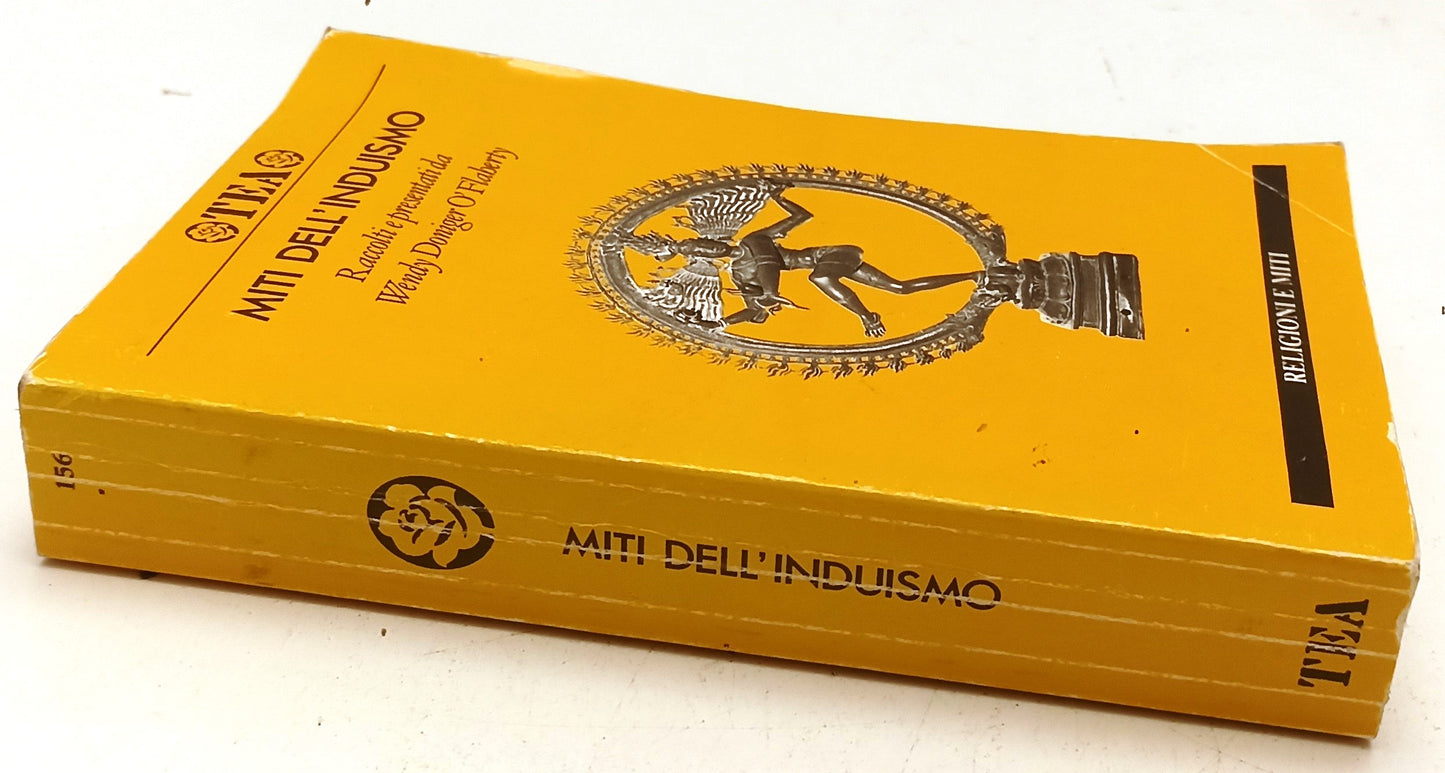 TEA
MITI DELL'INDUISMO
Raccolti e presentati da
Wendy Doniger O'Flaherty
RELIGIONI E MITI
156
MITI DELL'INDUISMO
TEA